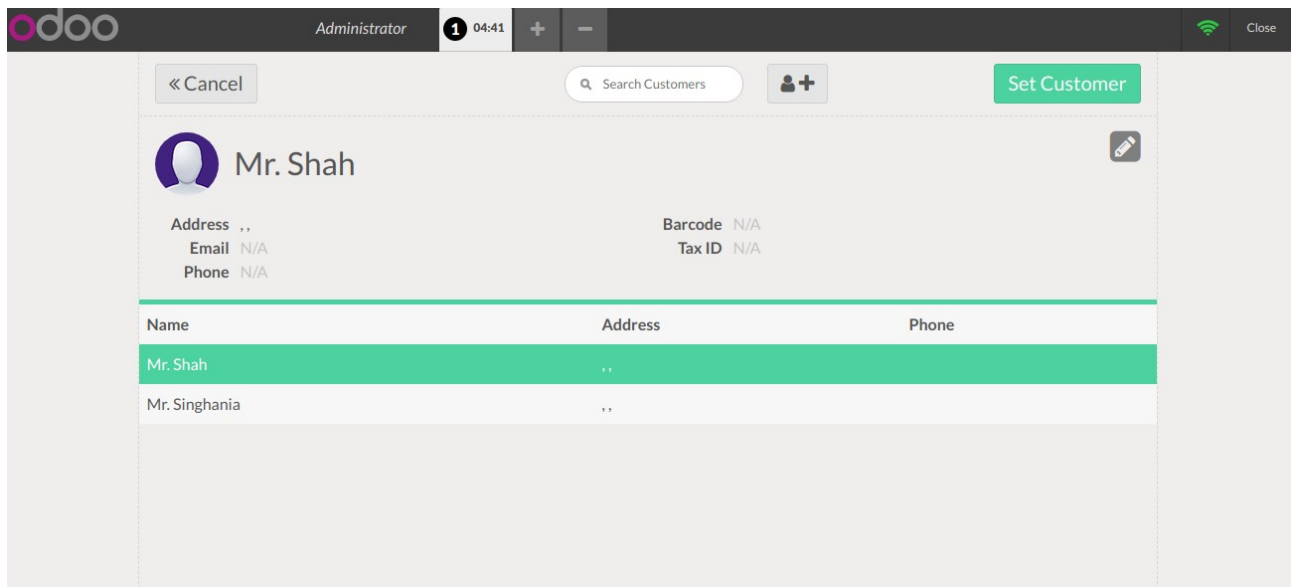 odoo Administrator 1 04:41 + − Close
« Cancel Search Customers + Set Customer
Mr. Shah
Address , , Barcode N/A
Email N/A Tax ID N/A
Phone N/A
Name Address Phone
Mr. Shah , ,
Mr. Singhania , ,